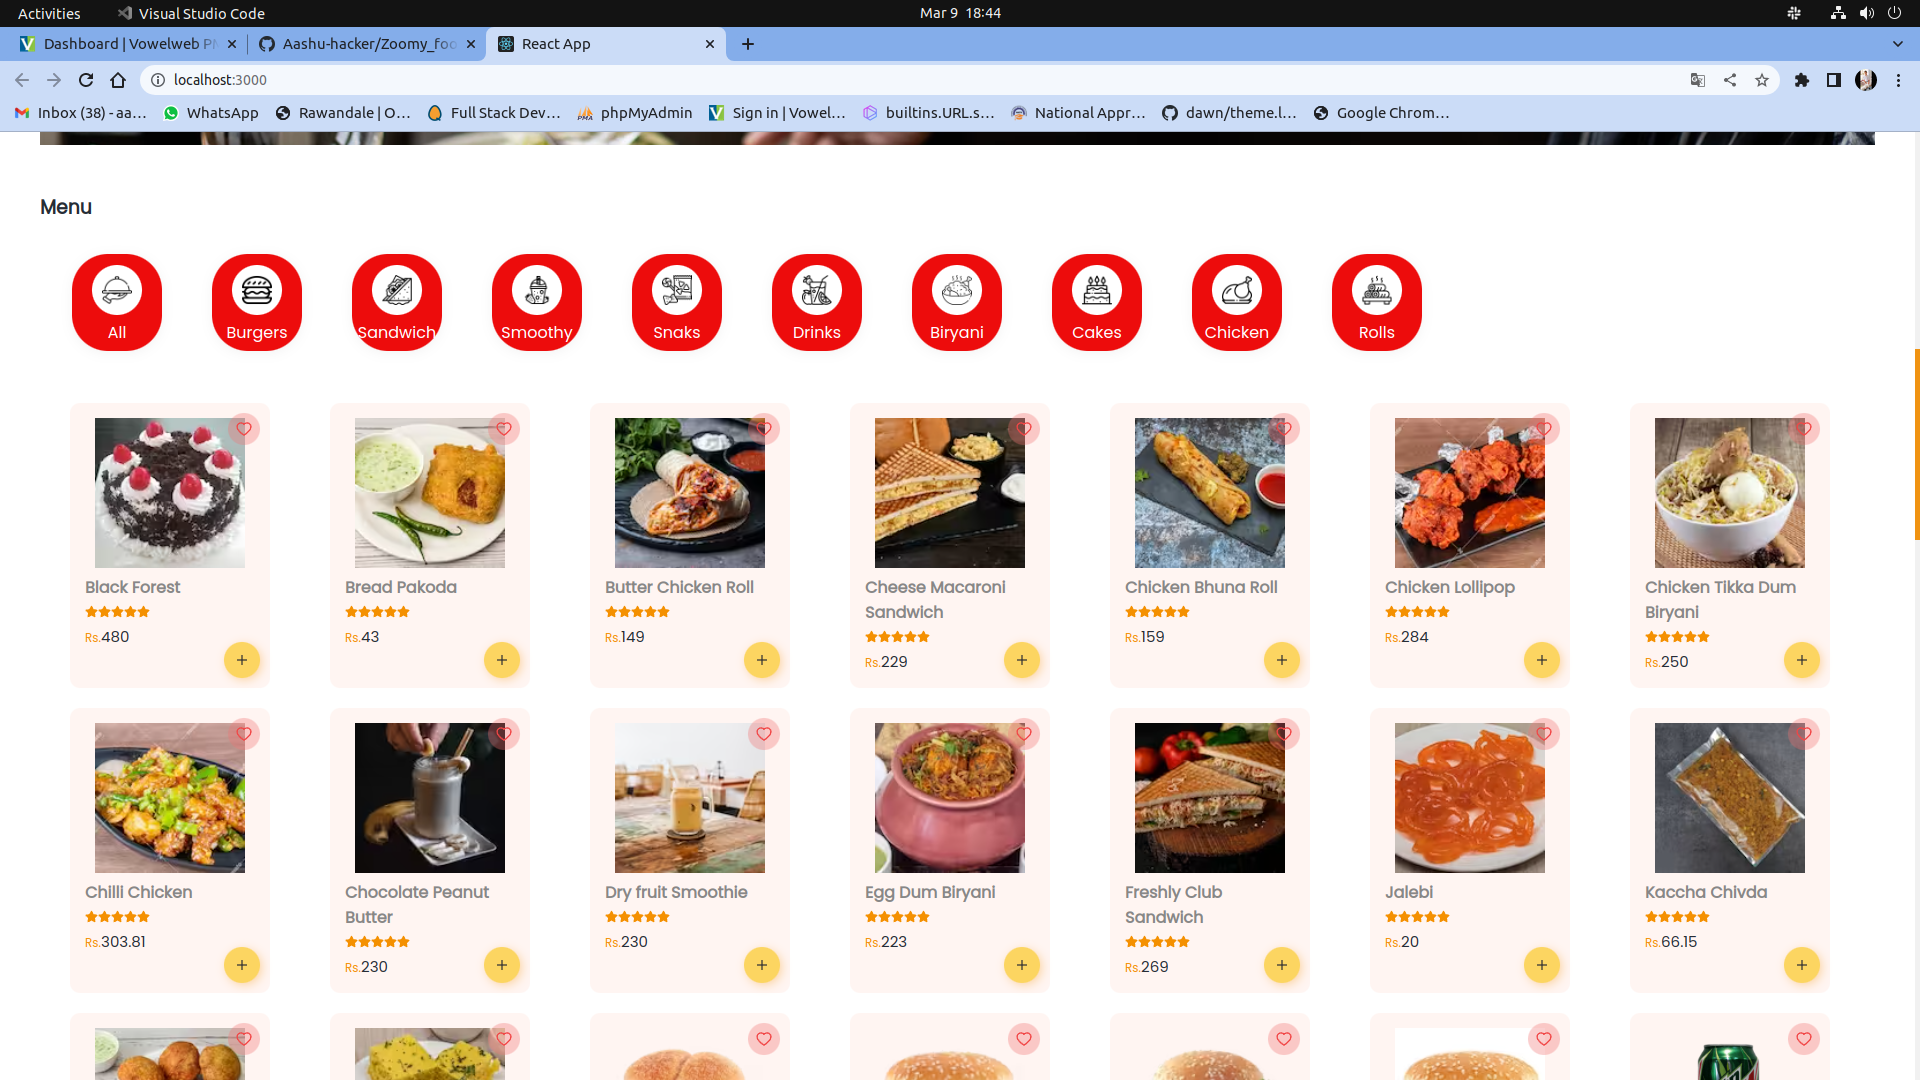 Activities Visual Studio Code Mar 9 18:44
Dashboard | Vowelweb PM Aashu-hacker/Zoomy_foo React App
localhost:3000
Inbox (38) - aa... WhatsApp Rawandale | O... Full Stack Dev... phpMyAdmin Sign in | Vowel... builtins.URL.s... National Appr... dawn/theme.l... Google Chrom...
Menu
All Burgers Sandwich Smoothy Snaks Drinks Biryani Cakes Chicken Rolls
Black Forest
Rs.480
Bread Pakoda
Rs.43
Butter Chicken Roll
Rs.149
Cheese Macaroni
Sandwich
Rs.229
Chicken Bhuna Roll
Rs.159
Chicken Lollipop
Rs.284
Chicken Tikka Dum
Biryani
Rs.250
Chilli Chicken
Rs.303.81
Chocolate Peanut
Butter
Rs.230
Dry fruit Smoothie
Rs.230
Egg Dum Biryani
Rs.223
Freshly Club
Sandwich
Rs.269
Jalebi
Rs.20
Kaccha Chivda
Rs.66.15